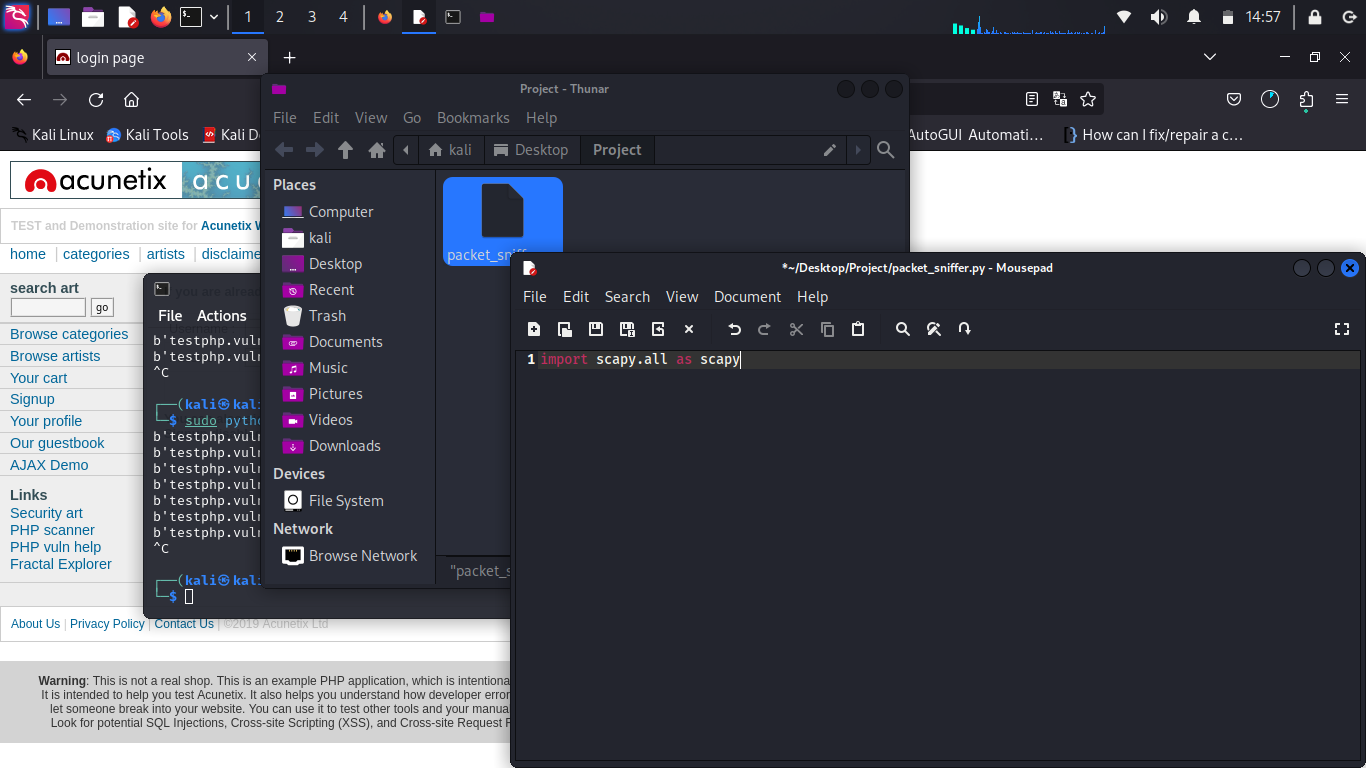 1 2 3 4 14:57
login page
Kali Linux Kali Tools Kali D AutoGUI Automati… How can I fix/repair a c…
acunetix acu
TEST and Demonstration site for Acunetix W
home | categories | artists | disclaime
search art
go
Browse categories
Browse artists
Your cart
Signup
Your profile
Our guestbook
AJAX Demo
Links
Security art
PHP scanner
PHP vuln help
Fractal Explorer
About Us | Privacy Policy | Contact Us | ©2019 Acunetix Ltd
Warning: This is not a real shop. This is an example PHP application, which is intentiona
It is intended to help you test Acunetix. It also helps you understand how developer error
let someone break into your website. You can use it to test other tools and your manua
Look for potential SQL Injections, Cross-site Scripting (XSS), and Cross-site Request F
you are alrea
File Actions
b'testphp.vuln
b'testphp.vuln
^C
┌──(kali㉿kali
└─$ sudo pytho
b'testphp.vuln
b'testphp.vuln
b'testphp.vuln
b'testphp.vuln
b'testphp.vuln
b'testphp.vuln
b'testphp.vuln
^C
┌──(kali㉿kali
└─$
Project - Thunar
File Edit View Go Bookmarks Help
kali Desktop Project
Places
Computer
kali
Desktop
Recent
Trash
Documents
Music
Pictures
Videos
Downloads
Devices
File System
Network
Browse Network
packet_sniff
"packet_s
*~/Desktop/Project/packet_sniffer.py - Mousepad
File Edit Search View Document Help
1 import scapy.all as scapy